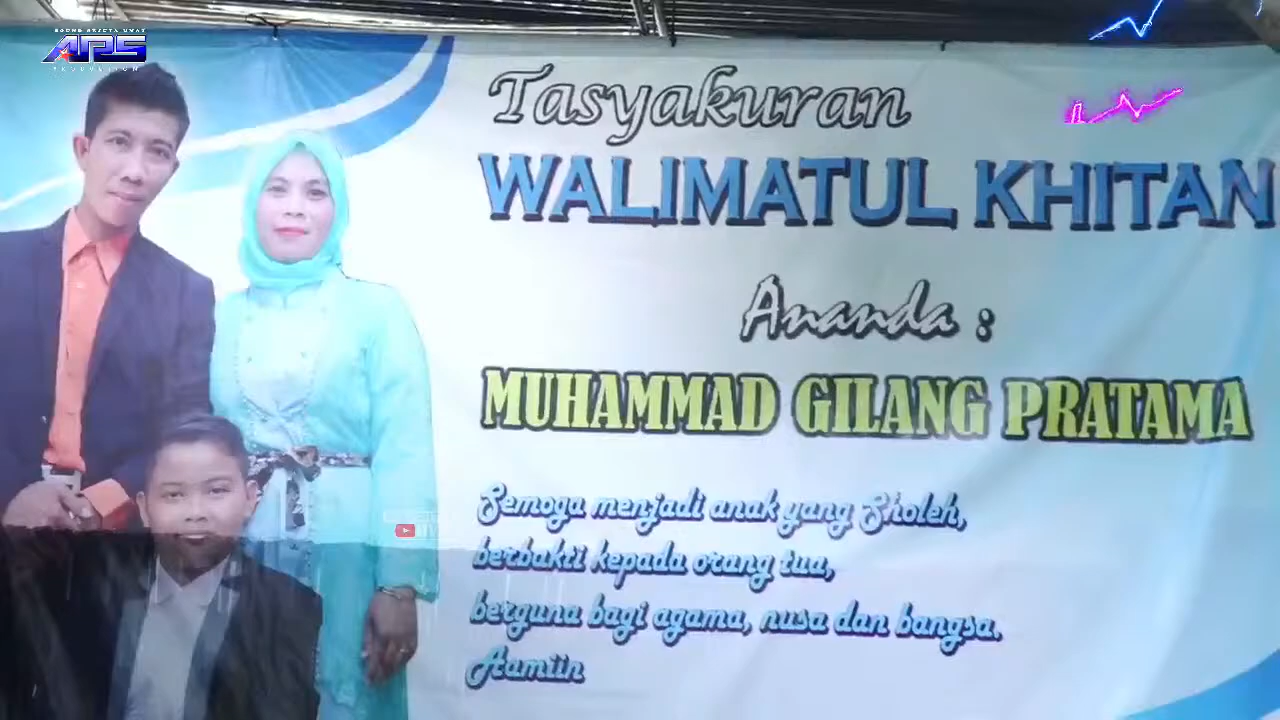 APS
PRODUCTION
Tasyakuran
WALIMATUL KHITAN
Ananda :
MUHAMMAD GILANG PRATAMA
Semoga menjadi anak yang Sholeh,
berbakti kepada orang tua,
berguna bagi agama, nusa dan bangsa.
Aamiin